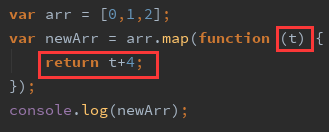 var arr = [0,1,2];
var newArr = arr.map(function (t) {
return t+4;
});
console.log(newArr);